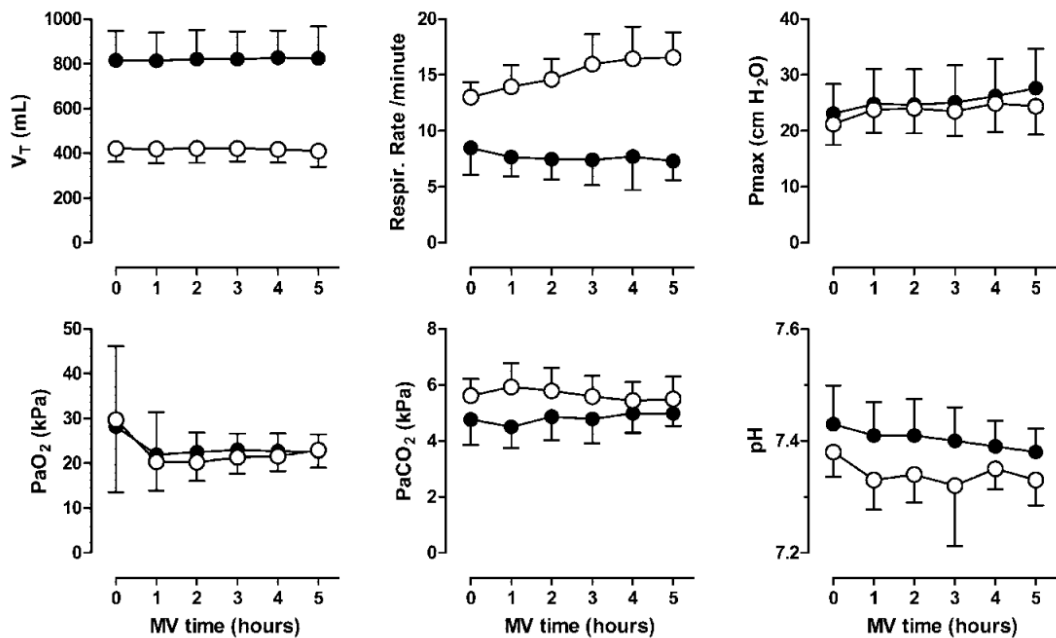 V_T (mL)
1000
800
600
400
200
0
0 1 2 3 4 5
Respir. Rate /minute
20
15
10
5
0
0 1 2 3 4 5
Pmax (cm H₂O)
40
30
20
10
0
0 1 2 3 4 5
PaO₂ (kPa)
50
40
30
20
10
0
0 1 2 3 4 5
MV time (hours)
PaCO₂ (kPa)
8
6
4
2
0
0 1 2 3 4 5
MV time (hours)
pH
7.6
7.4
7.2
0 1 2 3 4 5
MV time (hours)